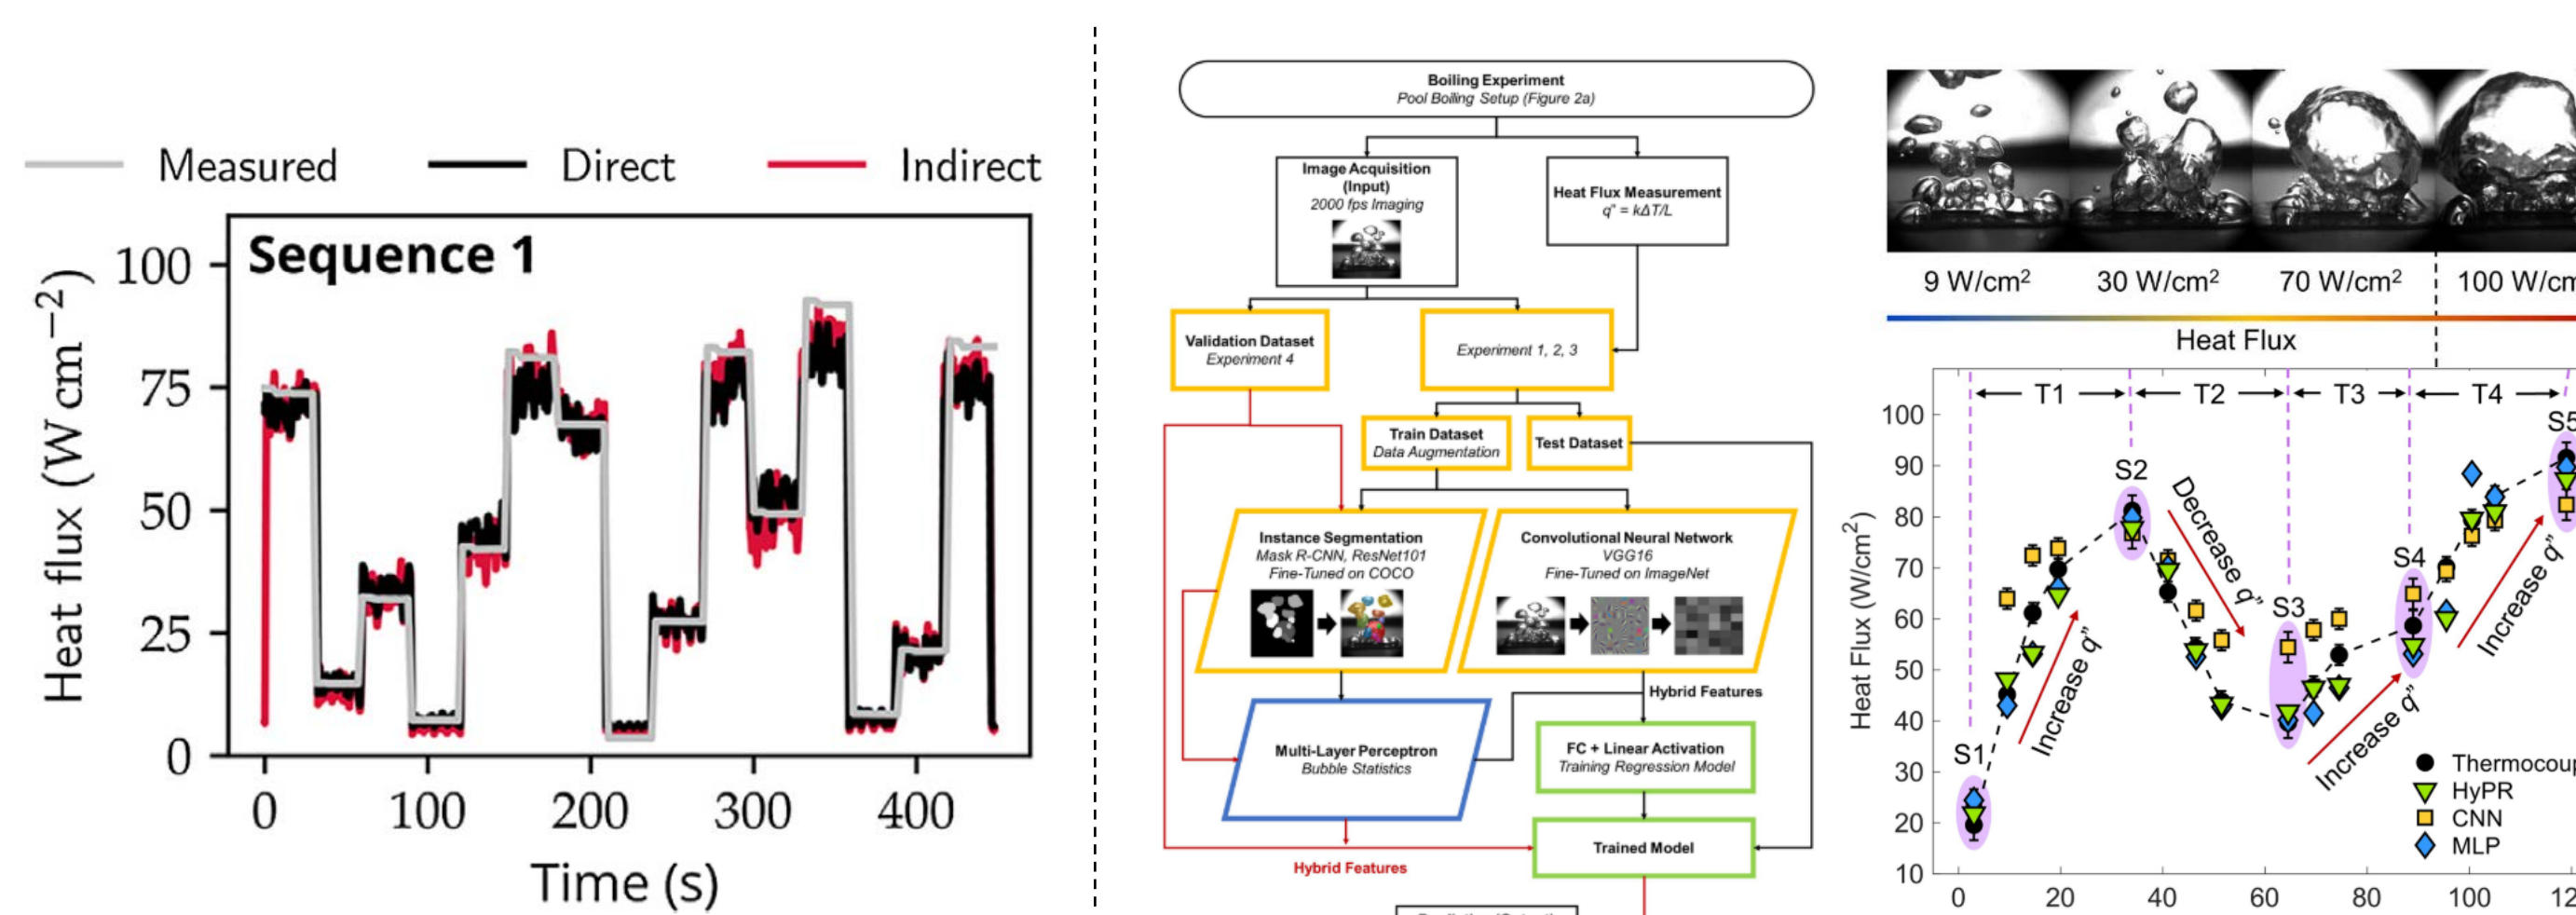 Measured
Direct
Indirect
Sequence 1
Heat flux (W cm⁻²)
100
75
50
25
0
0
100
200
300
400
Time (s)
Boiling Experiment
Pool Boiling Setup (Figure 2a)
Image Acquisition
(Input)
2000 fps Imaging
Heat Flux Measurement
q" = kΔT/L
Validation Dataset
Experiment 4
Experiment 1, 2, 3
Train Dataset
Data Augmentation
Test Dataset
Instance Segmentation
Mask R-CNN, ResNet101
Fine-Tuned on COCO
Convolutional Neural Network
VGG16
Fine-Tuned on ImageNet
Hybrid Features
Multi-Layer Perceptron
Bubble Statistics
FC + Linear Activation
Training Regression Model
Trained Model
Hybrid Features
9 W/cm²
30 W/cm²
70 W/cm²
100 W/cm
Heat Flux
T1
T2
T3
T4
S1
S2
S3
S4
S5
Increase q"
Decrease q"
Increase q"
Increase q"
Heat Flux (W/cm²)
100
90
80
70
60
50
40
30
20
10
Thermocoup
HyPR
CNN
MLP
0
20
40
60
80
100
12